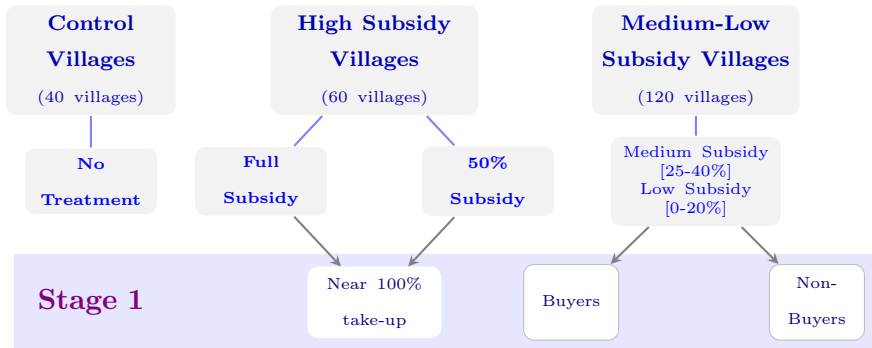 Control
Villages
(40 villages)
High Subsidy
Villages
(60 villages)
Medium-Low
Subsidy Villages
(120 villages)
No
Treatment
Full
Subsidy
50%
Subsidy
Medium Subsidy
[25-40%]
Low Subsidy
[0-20%]
Stage 1
Near 100%
take-up
Buyers
Non-
Buyers